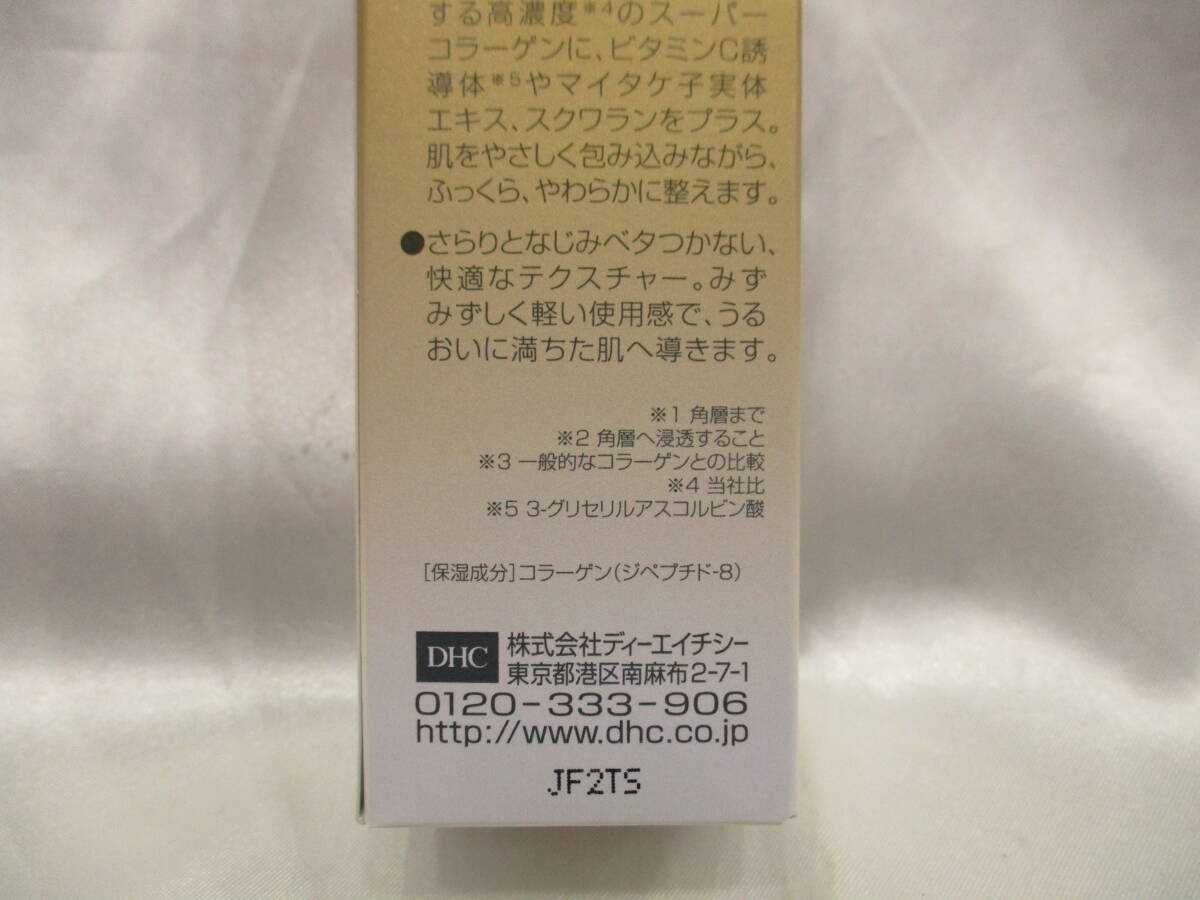 する高濃度※4のスーパー
コラーゲンに、ビタミンC誘
導体※5やマイタケ子実体
エキス、スクワランをプラス。
肌をやさしく包み込みながら、
ふっくら、やわらかに整えます。
●さらりとなじみベタつかない、
快適なテクスチャー。みず
みずしく軽い使用感で、うる
おいに満ちた肌へ導きます。
※1 角層まで
※2 角層へ浸透すること
※3 一般的なコラーゲンとの比較
※4 当社比
※5 3-グリセリルアスコルビン酸
[保湿成分]コラーゲン(ジペプチド-8)
DHC 株式会社ディーエイチシー
東京都港区南麻布2-7-1
0120-333-906
http://www.dhc.co.jp
JF2TS